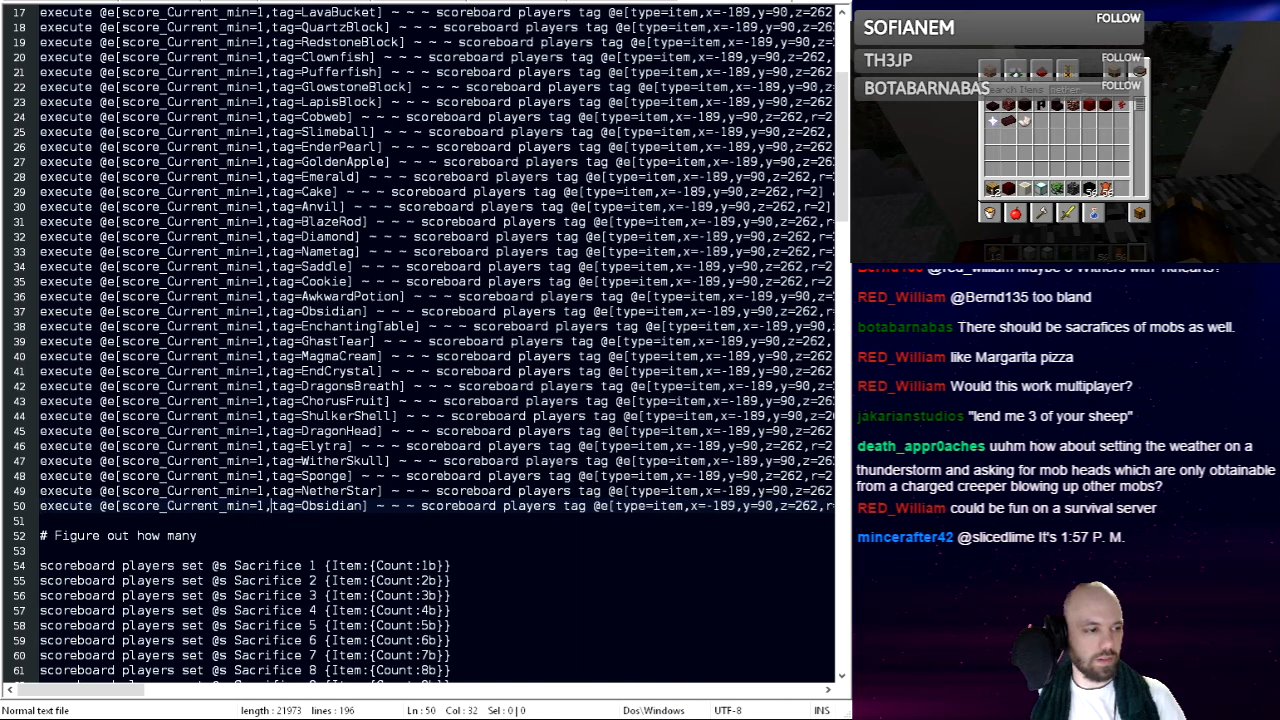 17 execute @e[score_Current_min=1,tag=LavaBucket] ~ ~ ~ scoreboard players tag @e[type=item,x=-189,y=90,z=262
18 execute @e[score_Current_min=1,tag=QuartzBlock] ~ ~ ~ scoreboard players tag @e[type=item,x=-189,y=90,z=26
19 execute @e[score_Current_min=1,tag=RedstoneBlock] ~ ~ ~ scoreboard players tag @e[type=item,x=-189,y=90,z=
20 execute @e[score_Current_min=1,tag=Clownfish] ~ ~ ~ scoreboard players tag @e[type=item,x=-189,y=90,z=262,
21 execute @e[score_Current_min=1,tag=Pufferfish] ~ ~ ~ scoreboard players tag @e[type=item,x=-189,y=90,z=262
22 execute @e[score_Current_min=1,tag=GlowstoneBlock] ~ ~ ~ scoreboard players tag @e[type=item,x=-189,y=90,z
23 execute @e[score_Current_min=1,tag=LapisBlock] ~ ~ ~ scoreboard players tag @e[type=item,x=-189,y=90,z=262
24 execute @e[score_Current_min=1,tag=Cobweb] ~ ~ ~ scoreboard players tag @e[type=item,x=-189,y=90,z=262,r=2
25 execute @e[score_Current_min=1,tag=Slimeball] ~ ~ ~ scoreboard players tag @e[type=item,x=-189,y=90,z=262,
26 execute @e[score_Current_min=1,tag=EnderPearl] ~ ~ ~ scoreboard players tag @e[type=item,x=-189,y=90,z=262
27 execute @e[score_Current_min=1,tag=GoldenApple] ~ ~ ~ scoreboard players tag @e[type=item,x=-189,y=90,z=26
28 execute @e[score_Current_min=1,tag=Emerald] ~ ~ ~ scoreboard players tag @e[type=item,x=-189,y=90,z=262,r=
29 execute @e[score_Current_min=1,tag=Cake] ~ ~ ~ scoreboard players tag @e[type=item,x=-189,y=90,z=262,r=2]
30 execute @e[score_Current_min=1,tag=Anvil] ~ ~ ~ scoreboard players tag @e[type=item,x=-189,y=90,z=262,r=2]
31 execute @e[score_Current_min=1,tag=BlazeRod] ~ ~ ~ scoreboard players tag @e[type=item,x=-189,y=90,z=262,r
32 execute @e[score_Current_min=1,tag=Diamond] ~ ~ ~ scoreboard players tag @e[type=item,x=-189,y=90,z=262,r=
33 execute @e[score_Current_min=1,tag=Nametag] ~ ~ ~ scoreboard players tag @e[type=item,x=-189,y=90,z=262,r=
34 execute @e[score_Current_min=1,tag=Saddle] ~ ~ ~ scoreboard players tag @e[type=item,x=-189,y=90,z=262,r=2
35 execute @e[score_Current_min=1,tag=Cookie] ~ ~ ~ scoreboard players tag @e[type=item,x=-189,y=90,z=262,r=2
36 execute @e[score_Current_min=1,tag=AwkwardPotion] ~ ~ ~ scoreboard players tag @e[type=item,x=-189,y=90,z=
37 execute @e[score_Current_min=1,tag=Obsidian] ~ ~ ~ scoreboard players tag @e[type=item,x=-189,y=90,z=262,r
38 execute @e[score_Current_min=1,tag=EnchantingTable] ~ ~ ~ scoreboard players tag @e[type=item,x=-189,y=90,
39 execute @e[score_Current_min=1,tag=GhastTear] ~ ~ ~ scoreboard players tag @e[type=item,x=-189,y=90,z=262,
40 execute @e[score_Current_min=1,tag=MagmaCream] ~ ~ ~ scoreboard players tag @e[type=item,x=-189,y=90,z=262
41 execute @e[score_Current_min=1,tag=EndCrystal] ~ ~ ~ scoreboard players tag @e[type=item,x=-189,y=90,z=262
42 execute @e[score_Current_min=1,tag=DragonsBreath] ~ ~ ~ scoreboard players tag @e[type=item,x=-189,y=90,z=
43 execute @e[score_Current_min=1,tag=ChorusFruit] ~ ~ ~ scoreboard players tag @e[type=item,x=-189,y=90,z=26
44 execute @e[score_Current_min=1,tag=ShulkerShell] ~ ~ ~ scoreboard players tag @e[type=item,x=-189,y=90,z=2
45 execute @e[score_Current_min=1,tag=DragonHead] ~ ~ ~ scoreboard players tag @e[type=item,x=-189,y=90,z=262
46 execute @e[score_Current_min=1,tag=Elytra] ~ ~ ~ scoreboard players tag @e[type=item,x=-189,y=90,z=262,r=2
47 execute @e[score_Current_min=1,tag=WitherSkull] ~ ~ ~ scoreboard players tag @e[type=item,x=-189,y=90,z=26
48 execute @e[score_Current_min=1,tag=Sponge] ~ ~ ~ scoreboard players tag @e[type=item,x=-189,y=90,z=262,r=2
49 execute @e[score_Current_min=1,tag=NetherStar] ~ ~ ~ scoreboard players tag @e[type=item,x=-189,y=90,z=262
50 execute @e[score_Current_min=1,tag=Obsidian] ~ ~ ~ scoreboard players tag @e[type=item,x=-189,y=90,z=262,r=
51
52 # Figure out how many
53
54 scoreboard players set @s Sacrifice 1 {Item:{Count:1b}}
55 scoreboard players set @s Sacrifice 2 {Item:{Count:2b}}
56 scoreboard players set @s Sacrifice 3 {Item:{Count:3b}}
57 scoreboard players set @s Sacrifice 4 {Item:{Count:4b}}
58 scoreboard players set @s Sacrifice 5 {Item:{Count:5b}}
59 scoreboard players set @s Sacrifice 6 {Item:{Count:6b}}
60 scoreboard players set @s Sacrifice 7 {Item:{Count:7b}}
61 scoreboard players set @s Sacrifice 8 {Item:{Count:8b}}
Normal text file length : 21973 lines : 196 Ln : 50 Col : 32 Sel : 0 | 0 Dos\Windows UTF-8 INS
SOFIANEM FOLLOW
TH3JP FOLLOW
BOTABARNABAS FOLLOW
Search Items nether
RED_William @Bernd135 too bland
botabarnabas There should be sacrafices of mobs as well.
RED_William like Margarita pizza
RED_William Would this work multiplayer?
jakarianstudios "lend me 3 of your sheep"
death_appr0aches uuhm how about setting the weather on a
thunderstorm and asking for mob heads which are only obtainable
from a charged creeper blowing up other mobs?
RED_William could be fun on a survival server
mincerafter42 @slicedlime It's 1:57 P. M.